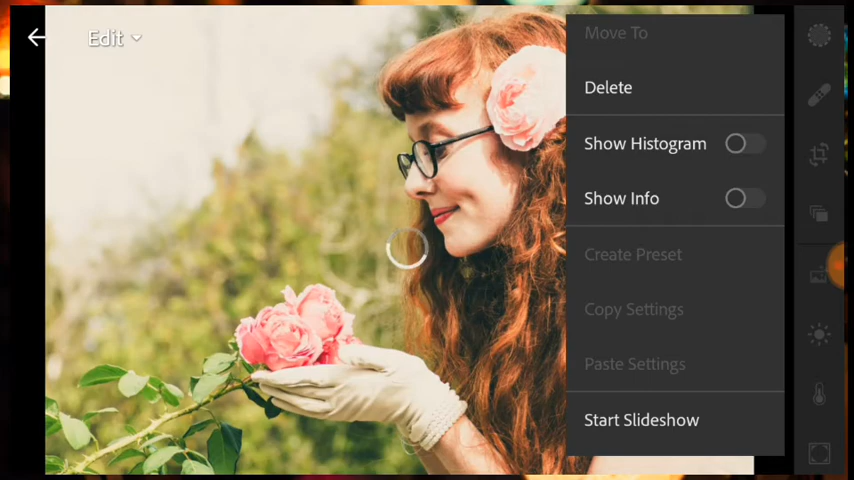 Edit
Move To
Delete
Show Histogram
Show Info
Create Preset
Copy Settings
Paste Settings
Start Slideshow